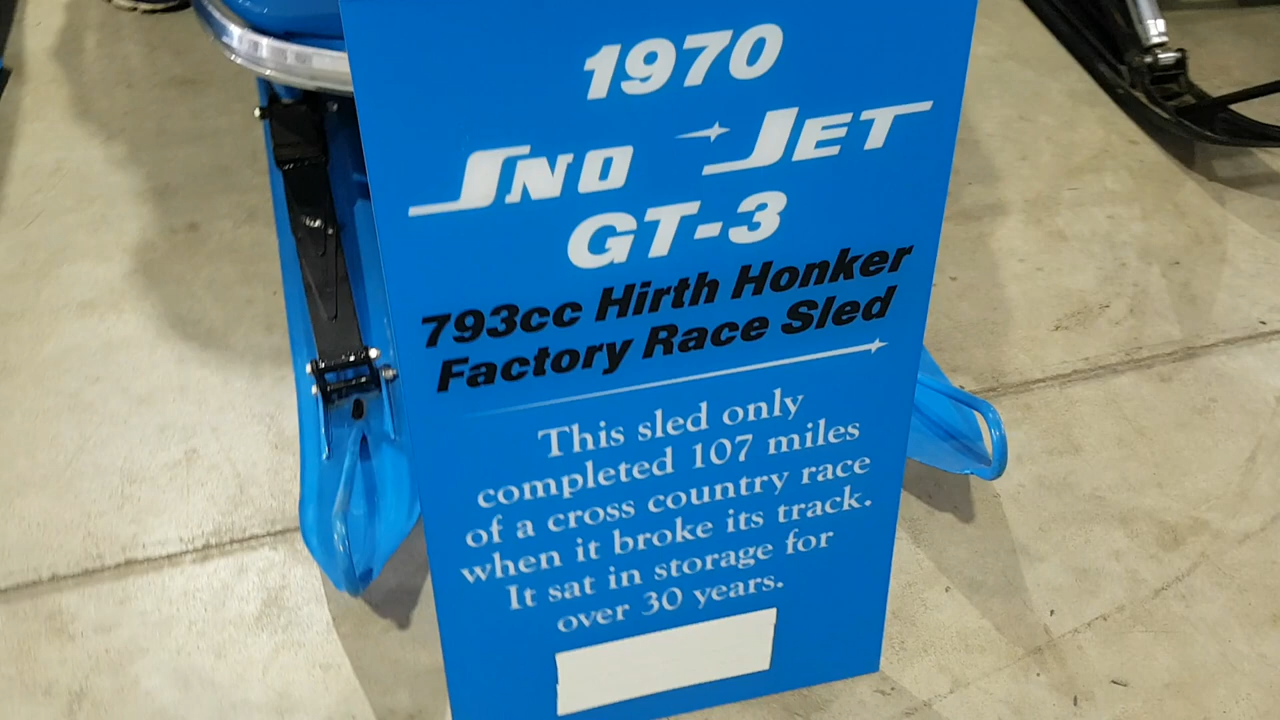 1970
SNO JET
GT-3
793cc Hirth Honker
Factory Race Sled
This sled only
completed 107 miles
of a cross country race
when it broke its track.
It sat in storage for
over 30 years.